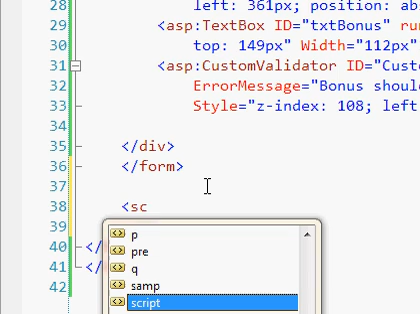 28 left: 361px; position: ab
29 <asp:TextBox ID="txtBonus" ru
30 top: 149px" Width="112px"
31 <asp:CustomValidator ID="Cust
32 ErrorMessage="Bonus shoul
33 Style="z-index: 108; left
34
35 </div>
36 </form>
37
38 <sc
39
40 </
41 </
42
p
pre
q
samp
script